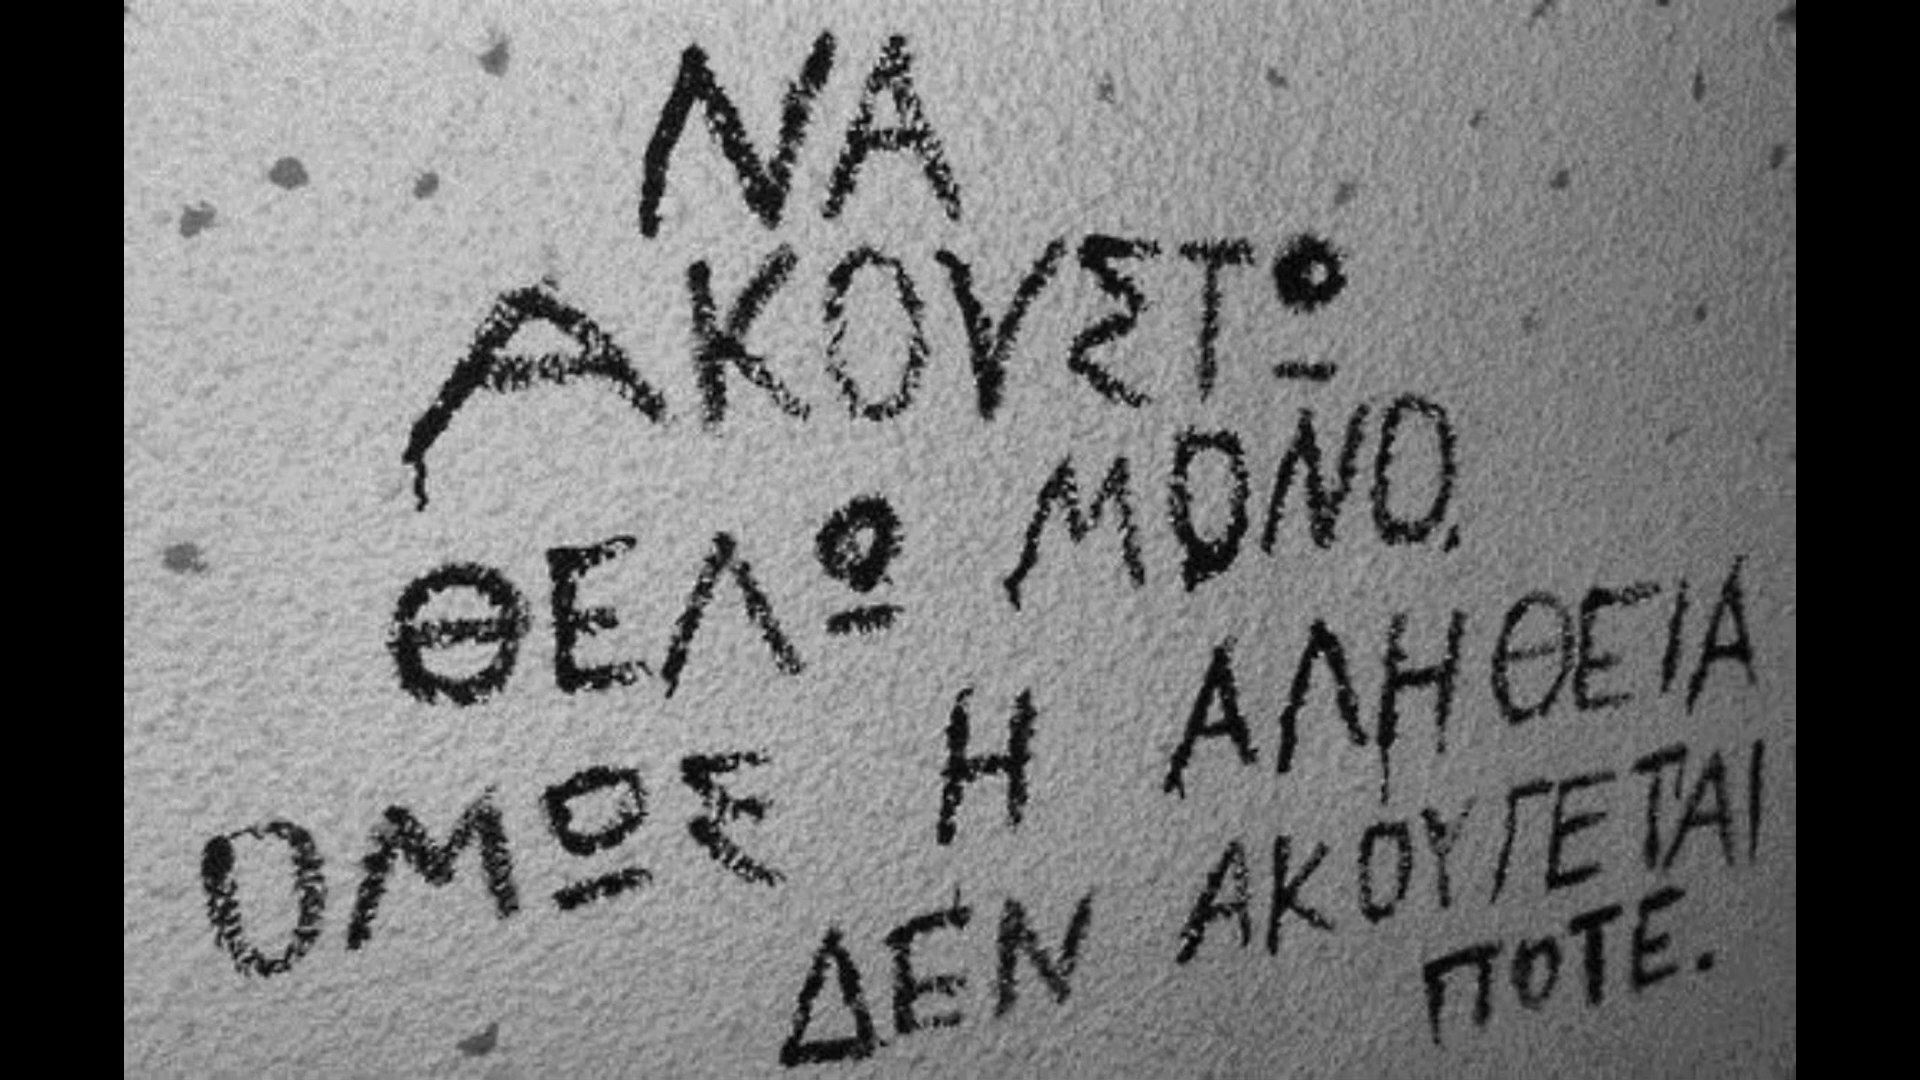 ΝΑ
ΑΚΟΥΣΤΩ
ΘΕΛΩ ΜΟΝΟ.
ΟΜΩΣ Η ΑΛΗΘΕΙΑ
ΔΕΝ ΑΚΟΥΓΕΤΑΙ
ΠΟΤΕ.